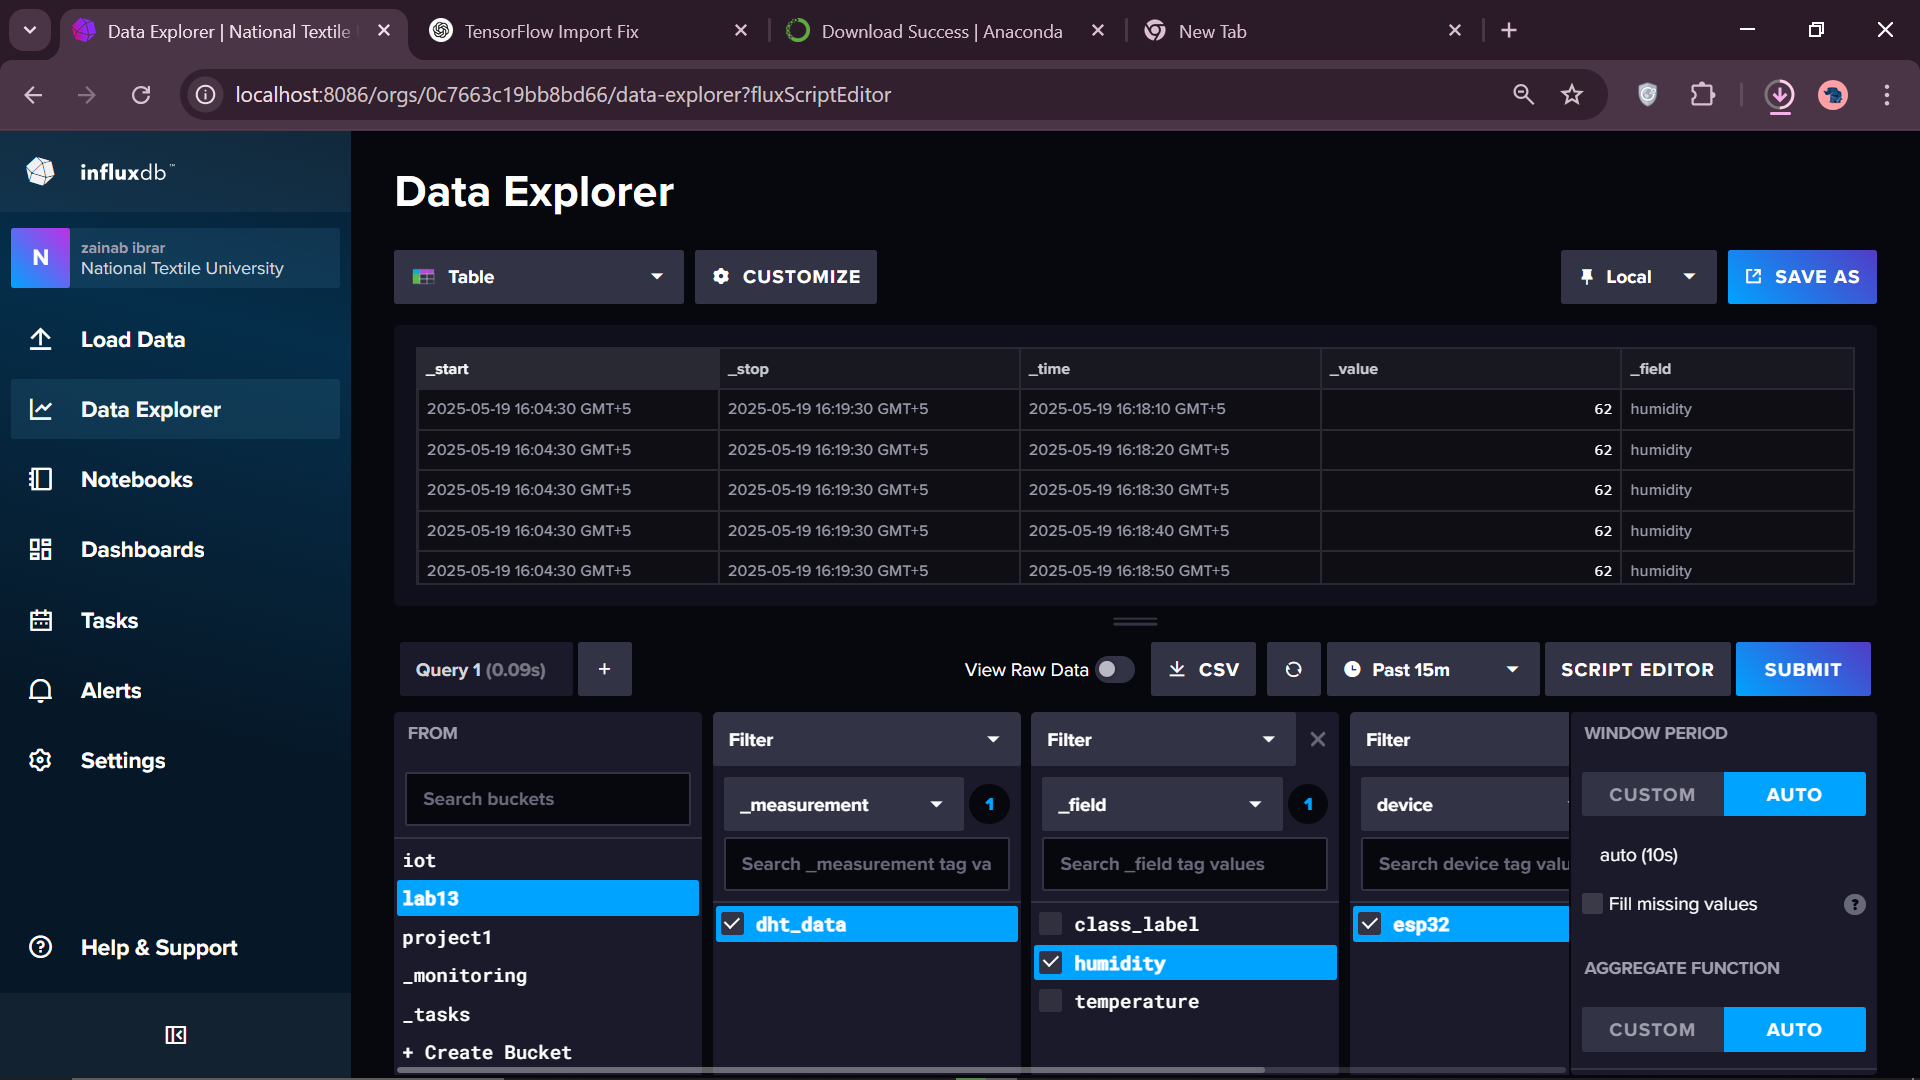 Data Explorer | National Textile
TensorFlow Import Fix
Download Success | Anaconda
New Tab
localhost:8086/orgs/0c7663c19bb8bd66/data-explorer?fluxScriptEditor
influxdb™
N
zainab ibrar
National Textile University
Load Data
Data Explorer
Notebooks
Dashboards
Tasks
Alerts
Settings
Help & Support
Data Explorer
Table
CUSTOMIZE
Local
SAVE AS
_start _stop _time _value _field
2025-05-19 16:04:30 GMT+5 2025-05-19 16:19:30 GMT+5 2025-05-19 16:18:10 GMT+5 62 humidity
2025-05-19 16:04:30 GMT+5 2025-05-19 16:19:30 GMT+5 2025-05-19 16:18:20 GMT+5 62 humidity
2025-05-19 16:04:30 GMT+5 2025-05-19 16:19:30 GMT+5 2025-05-19 16:18:30 GMT+5 62 humidity
2025-05-19 16:04:30 GMT+5 2025-05-19 16:19:30 GMT+5 2025-05-19 16:18:40 GMT+5 62 humidity
2025-05-19 16:04:30 GMT+5 2025-05-19 16:19:30 GMT+5 2025-05-19 16:18:50 GMT+5 62 humidity
Query 1 (0.09s)
+
View Raw Data
CSV
Past 15m
SCRIPT EDITOR
SUBMIT
FROM
Search buckets
iot
lab13
project1
_monitoring
_tasks
+ Create Bucket
Filter
_measurement
1
Search _measurement tag va
dht_data
Filter
_field
1
Search _field tag values
class_label
humidity
temperature
Filter
device
Search device tag valu
esp32
WINDOW PERIOD
CUSTOM
AUTO
auto (10s)
Fill missing values
?
AGGREGATE FUNCTION
CUSTOM
AUTO